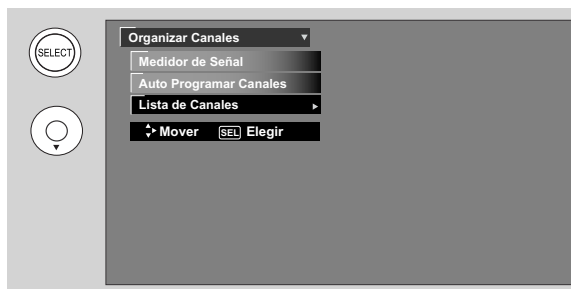 SELECT
Organizar Canales
Medidor de Señal
Auto Programar Canales
Lista de Canales
Mover SEL Elegir